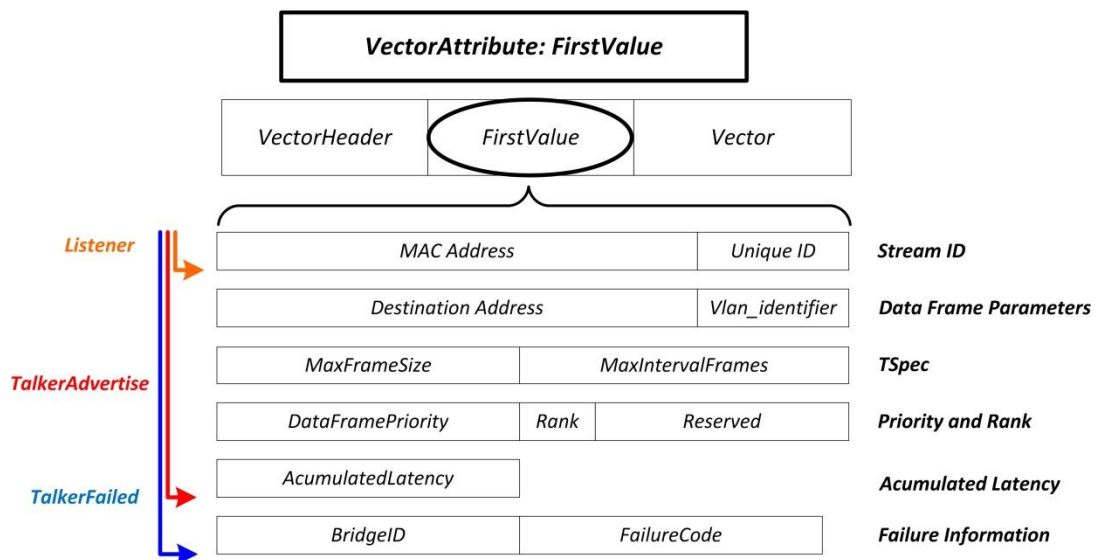 VectorAttribute: FirstValue
VectorHeader FirstValue Vector
Listener MAC Address Unique ID Stream ID
Destination Address Vlan_identifier Data Frame Parameters
TalkerAdvertise MaxFrameSize MaxIntervalFrames TSpec
DataFramePriority Rank Reserved Priority and Rank
TalkerFailed AcumulatedLatency Acumulated Latency
BridgeID FailureCode Failure Information